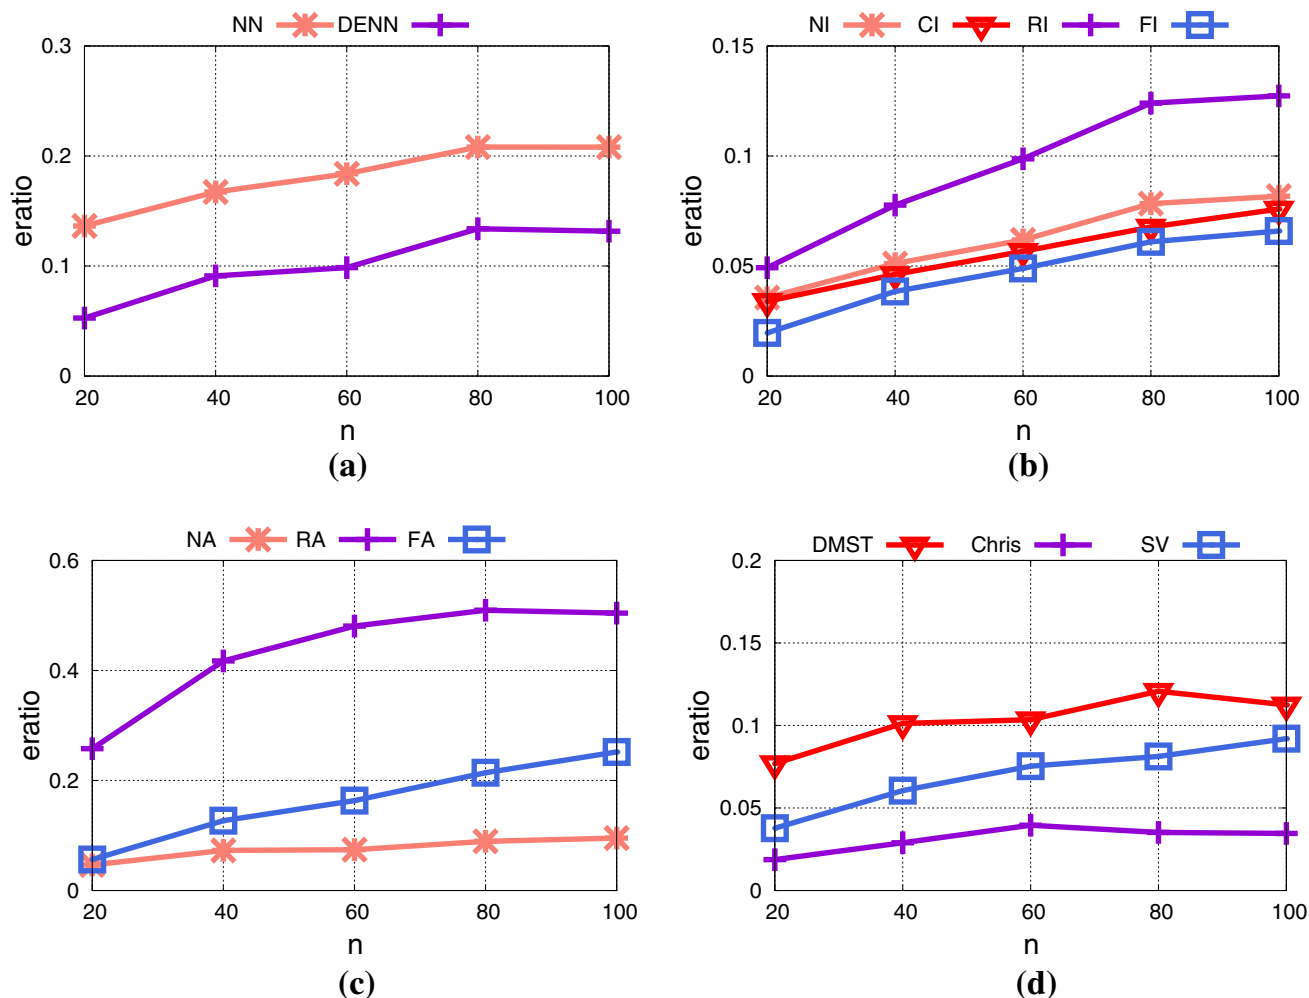 NN DENN
0.3
0.2
0.1
0
eratio
20 40 60 80 100
n
(a)
NI CI RI FI
0.15
0.1
0.05
0
eratio
20 40 60 80 100
n
(b)
NA RA FA
0.6
0.4
0.2
0
eratio
20 40 60 80 100
n
(c)
DMST Chris SV
0.2
0.15
0.1
0.05
0
eratio
20 40 60 80 100
n
(d)